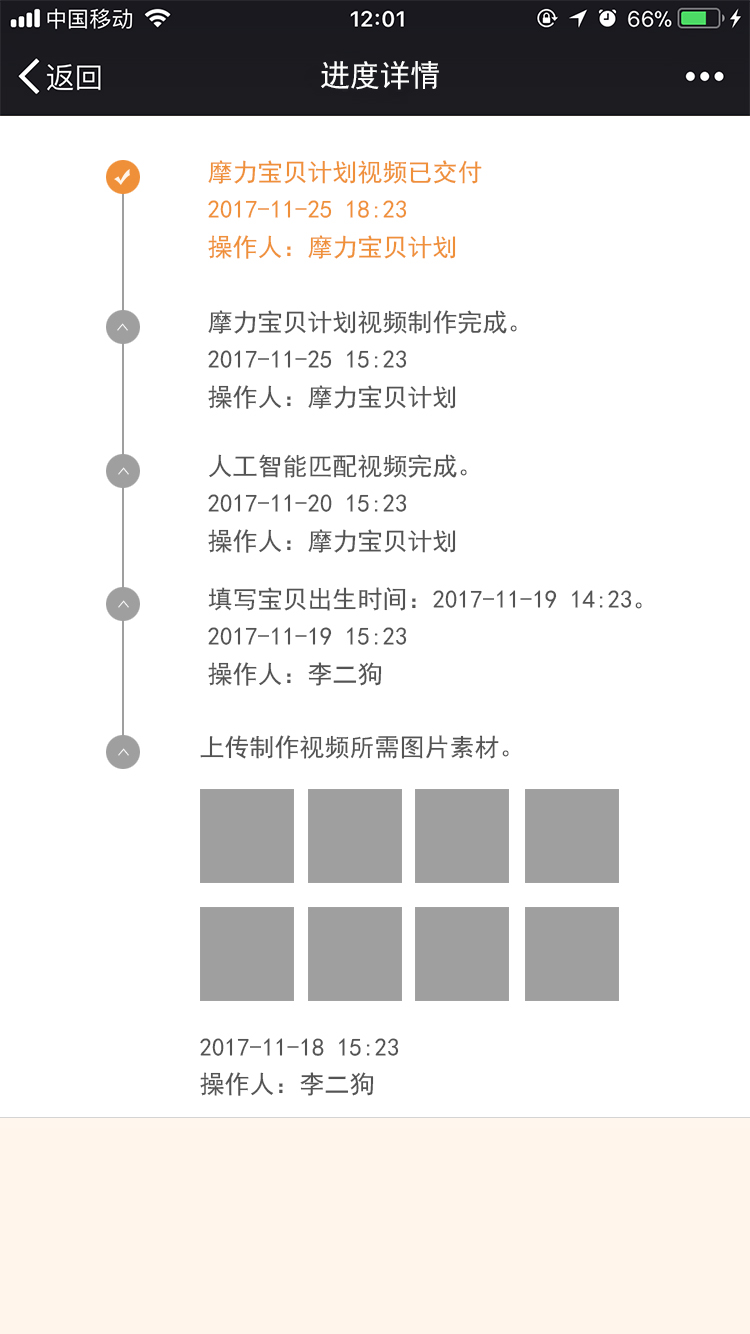 中国移动 12:01 66%
返回 进度详情
摩力宝贝计划视频已交付
2017-11-25 18:23
操作人：摩力宝贝计划
摩力宝贝计划视频制作完成。
2017-11-25 15:23
操作人：摩力宝贝计划
人工智能匹配视频完成。
2017-11-20 15:23
操作人：摩力宝贝计划
填写宝贝出生时间：2017-11-19 14:23。
2017-11-19 15:23
操作人：李二狗
上传制作视频所需图片素材。
2017-11-18 15:23
操作人：李二狗